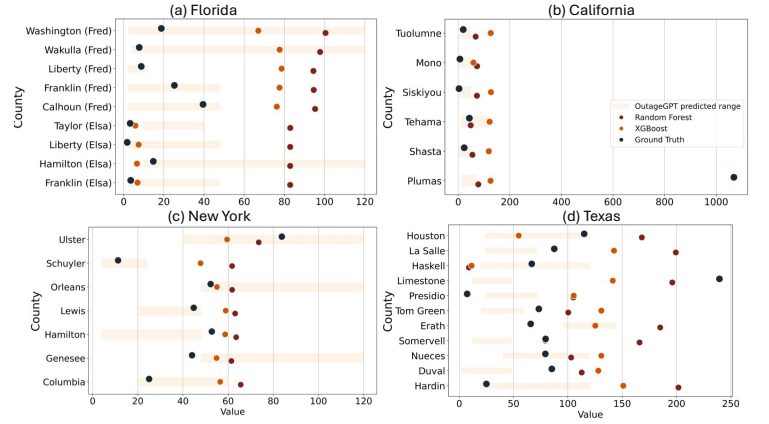 (a) Florida
County
Washington (Fred)
Wakulla (Fred)
Liberty (Fred)
Franklin (Fred)
Calhoun (Fred)
Taylor (Elsa)
Liberty (Elsa)
Hamilton (Elsa)
Franklin (Elsa)
0 20 40 60 80 100 120
(b) California
County
Tuolumne
Mono
Siskiyou
Tehama
Shasta
Plumas
OutageGPT predicted range
Random Forest
XGBoost
Ground Truth
0 200 400 600 800 1000
(c) New York
County
Ulster
Schuyler
Orleans
Lewis
Hamilton
Genesee
Columbia
0 20 40 60 80 100 120
Value
(d) Texas
County
Houston
La Salle
Haskell
Limestone
Presidio
Tom Green
Erath
Somervell
Nueces
Duval
Hardin
0 50 100 150 200 250
Value